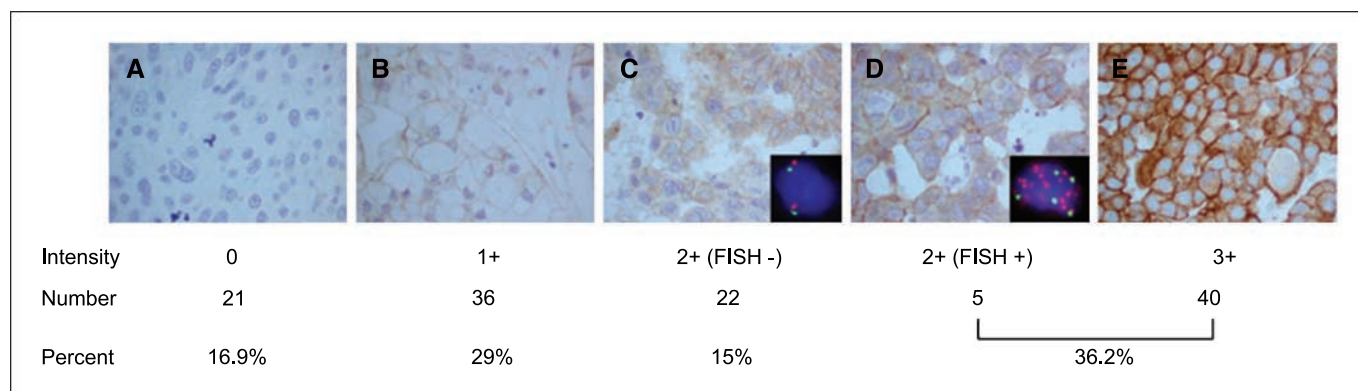 A B C D E
Intensity 0 1+ 2+ (FISH -) 2+ (FISH +) 3+
Number 21 36 22 5 40
Percent 16.9% 29% 15% 36.2%